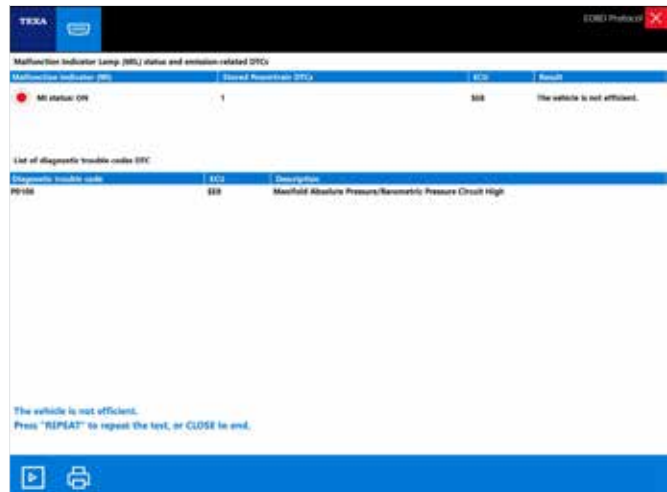 TEXA
EOBD Protocol
Malfunction Indicator Lamp (MIL) status and emission-related DTCs
Malfunction Indicator (MI) Stored Powertrain DTCs ECU Result
MI status: ON 1 $E8 The vehicle is not efficient.
List of diagnostic trouble codes DTC
Diagnostic trouble code ECU Description
P0108 $E8 Manifold Absolute Pressure/Barometric Pressure Circuit High
The vehicle is not efficient.
Press "REPEAT" to repeat the test, or CLOSE to end.